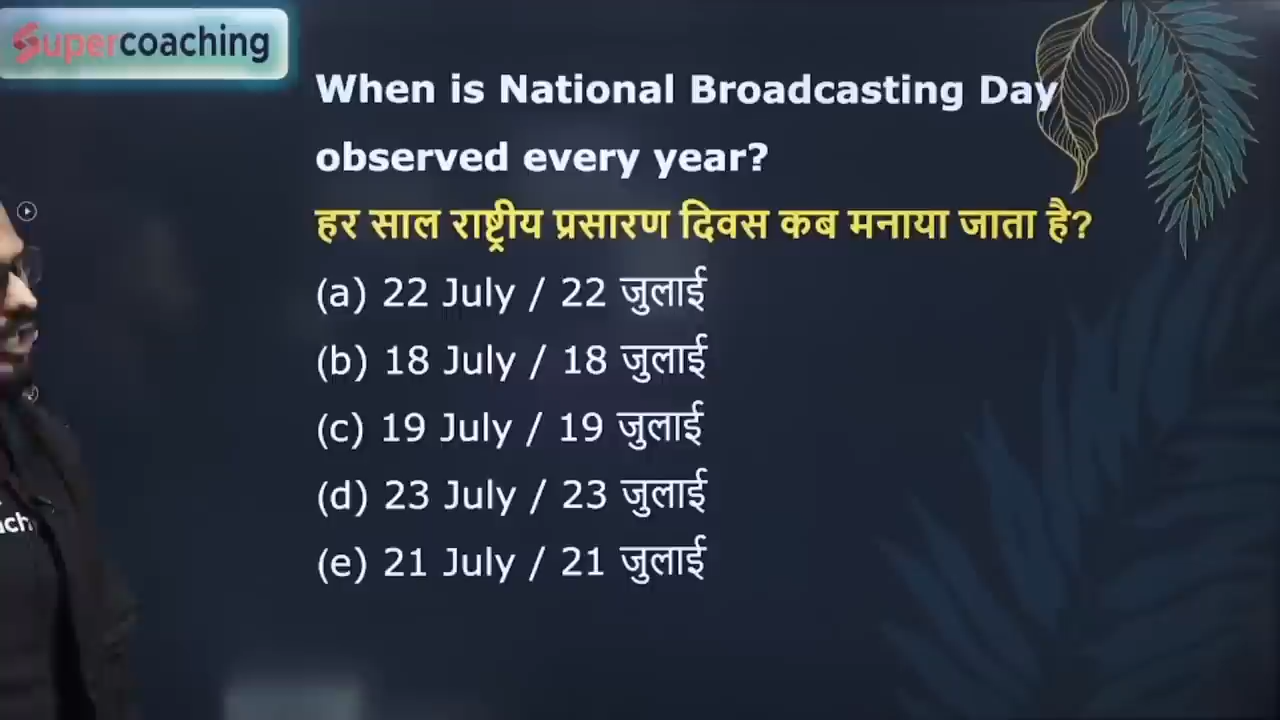 Supercoaching
When is National Broadcasting Day
observed every year?
हर साल राष्ट्रीय प्रसारण दिवस कब मनाया जाता है?
(a) 22 July / 22 जुलाई
(b) 18 July / 18 जुलाई
(c) 19 July / 19 जुलाई
(d) 23 July / 23 जुलाई
(e) 21 July / 21 जुलाई